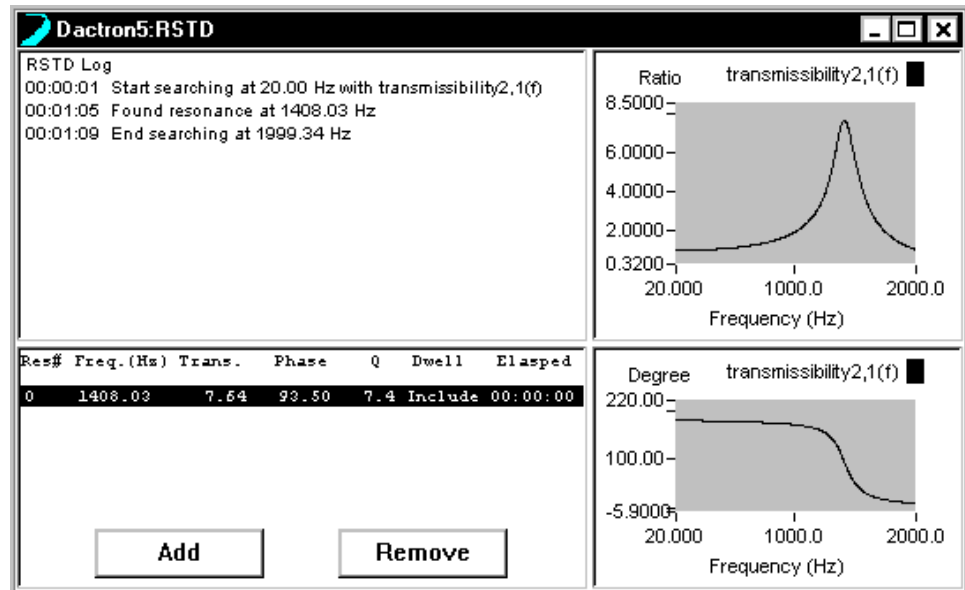 Dactron5:RSTD
RSTD Log
00:00:01 Start searching at 20.00 Hz with transmissibility2,1(f)
00:01:05 Found resonance at 1408.03 Hz
00:01:09 End searching at 1999.34 Hz
Ratio transmissibility2,1(f)
8.5000
6.0000
4.0000
2.0000
0.3200
20.000 1000.0 2000.0
Frequency (Hz)
Res# Freq.(Hz) Trans. Phase Q Dwell Elasped
0 1408.03 7.64 93.50 7.4 Include 00:00:00
Add Remove
Degree transmissibility2,1(f)
220.00
100.00
-5.9000
20.000 1000.0 2000.0
Frequency (Hz)